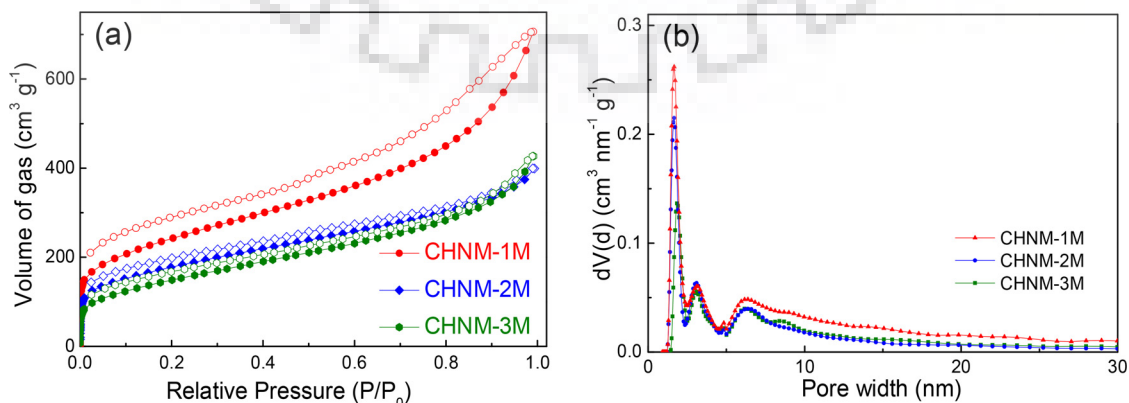 (a)
Volume of gas (cm³ g⁻¹)
600
400
200
0
CHNM-1M
CHNM-2M
CHNM-3M
0.0 0.2 0.4 0.6 0.8 1.0
Relative Pressure (P/P₀)
(b)
dV(d) (cm³ nm⁻¹ g⁻¹)
0.3
0.2
0.1
0.0
CHNM-1M
CHNM-2M
CHNM-3M
0 5 10 20 30
Pore width (nm)